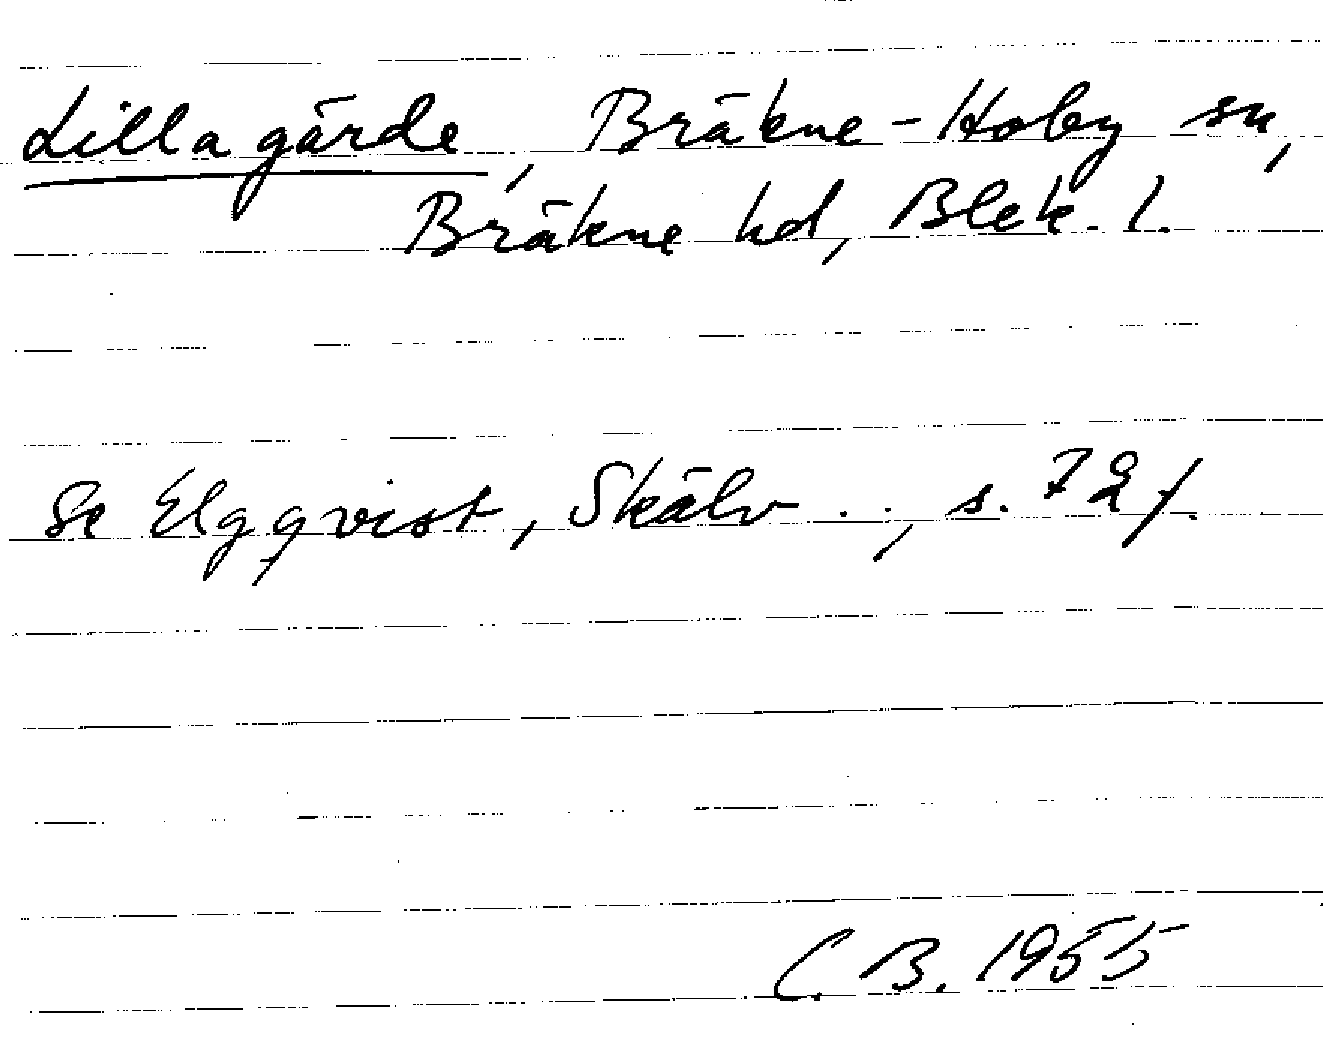 Lillagärde, Bräkne-Hoby sn,
Bräkne hd, Blek. l.
Se Elgqvist, Skälv . ., s. 72 f.
C. B. 1955